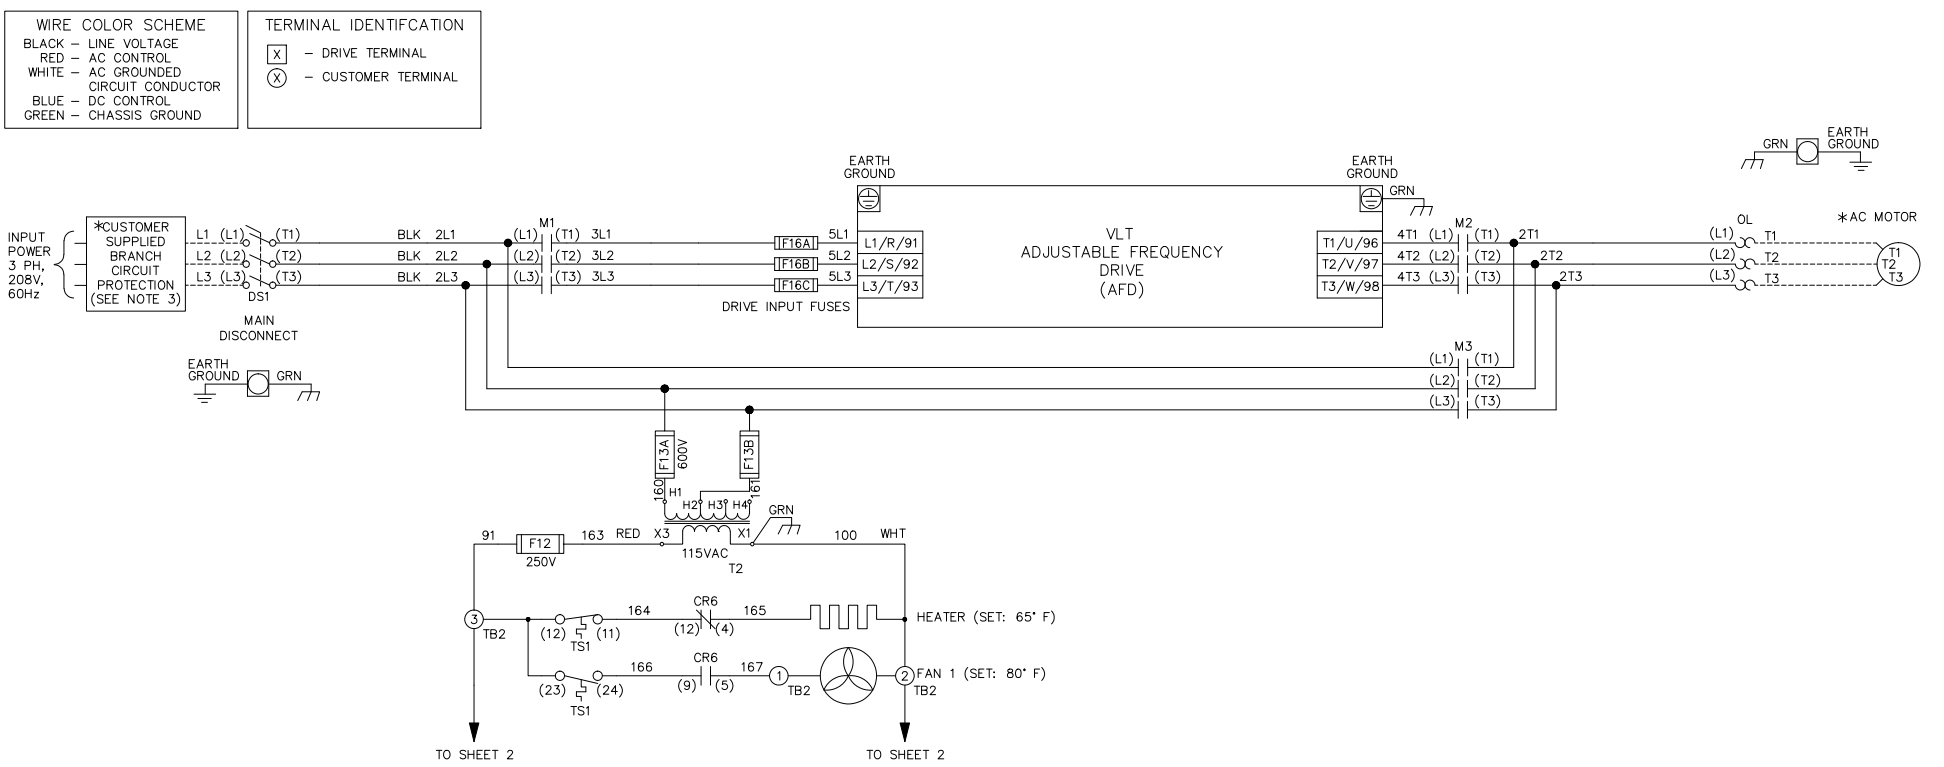 WIRE COLOR SCHEME
BLACK – LINE VOLTAGE
RED – AC CONTROL
WHITE – AC GROUNDED
CIRCUIT CONDUCTOR
BLUE – DC CONTROL
GREEN – CHASSIS GROUND
TERMINAL IDENTIFCATION
X – DRIVE TERMINAL
X – CUSTOMER TERMINAL
INPUT
POWER
3 PH,
208V,
60Hz
*CUSTOMER
SUPPLIED
BRANCH
CIRCUIT
PROTECTION
(SEE NOTE 3)
L1 (L1) (T1) BLK 2L1 (L1) M1 (T1) 3L1 F16A 5L1 L1/R/91
L2 (L2) (T2) BLK 2L2 (L2) (T2) 3L2 F16B 5L2 L2/S/92
L3 (L3) (T3) BLK 2L3 (L3) (T3) 3L3 F16C 5L3 L3/T/93
DS1
MAIN
DISCONNECT
DRIVE INPUT FUSES
EARTH
GROUND
GRN
EARTH
GROUND
VLT
ADJUSTABLE FREQUENCY
DRIVE
(AFD)
EARTH
GROUND
GRN
T1/U/96 4T1 (L1) M2 (T1) 2T1 (L1) OL T1
T2/V/97 4T2 (L2) (T2) 2T2 (L2) T2
T3/W/98 4T3 (L3) (T3) 2T3 (L3) T3
GRN
EARTH
GROUND
*AC MOTOR
T1
T2
T3
M3
(L1) (T1)
(L2) (T2)
(L3) (T3)
F13A
600V
F13B
160
161
H1 H2 H3 H4
GRN
91 F12 163 RED X3 X1 100 WHT
250V
115VAC
T2
3
TB2
(12) (11) 164 CR6 (12) (4) 165 HEATER (SET: 65° F)
TS1
(23) (24) 166 CR6 (9) (5) 167 1 TB2 2 FAN 1 (SET: 80° F)
TS1
TB2
TO SHEET 2
TO SHEET 2